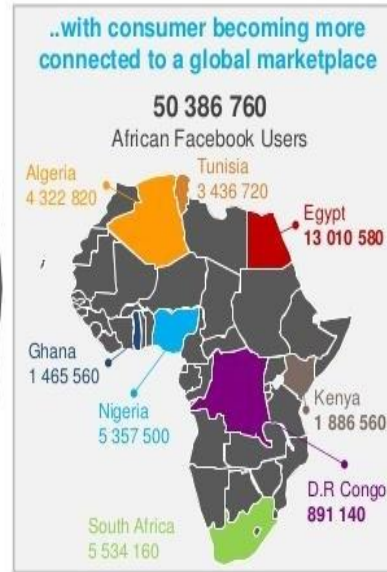 ..with consumer becoming more
connected to a global marketplace
50 386 760
African Facebook Users
Algeria
4 322 820
Tunisia
3 436 720
Egypt
13 010 580
Ghana
1 465 560
Nigeria
5 357 500
Kenya
1 886 560
D.R Congo
891 140
South Africa
5 534 160